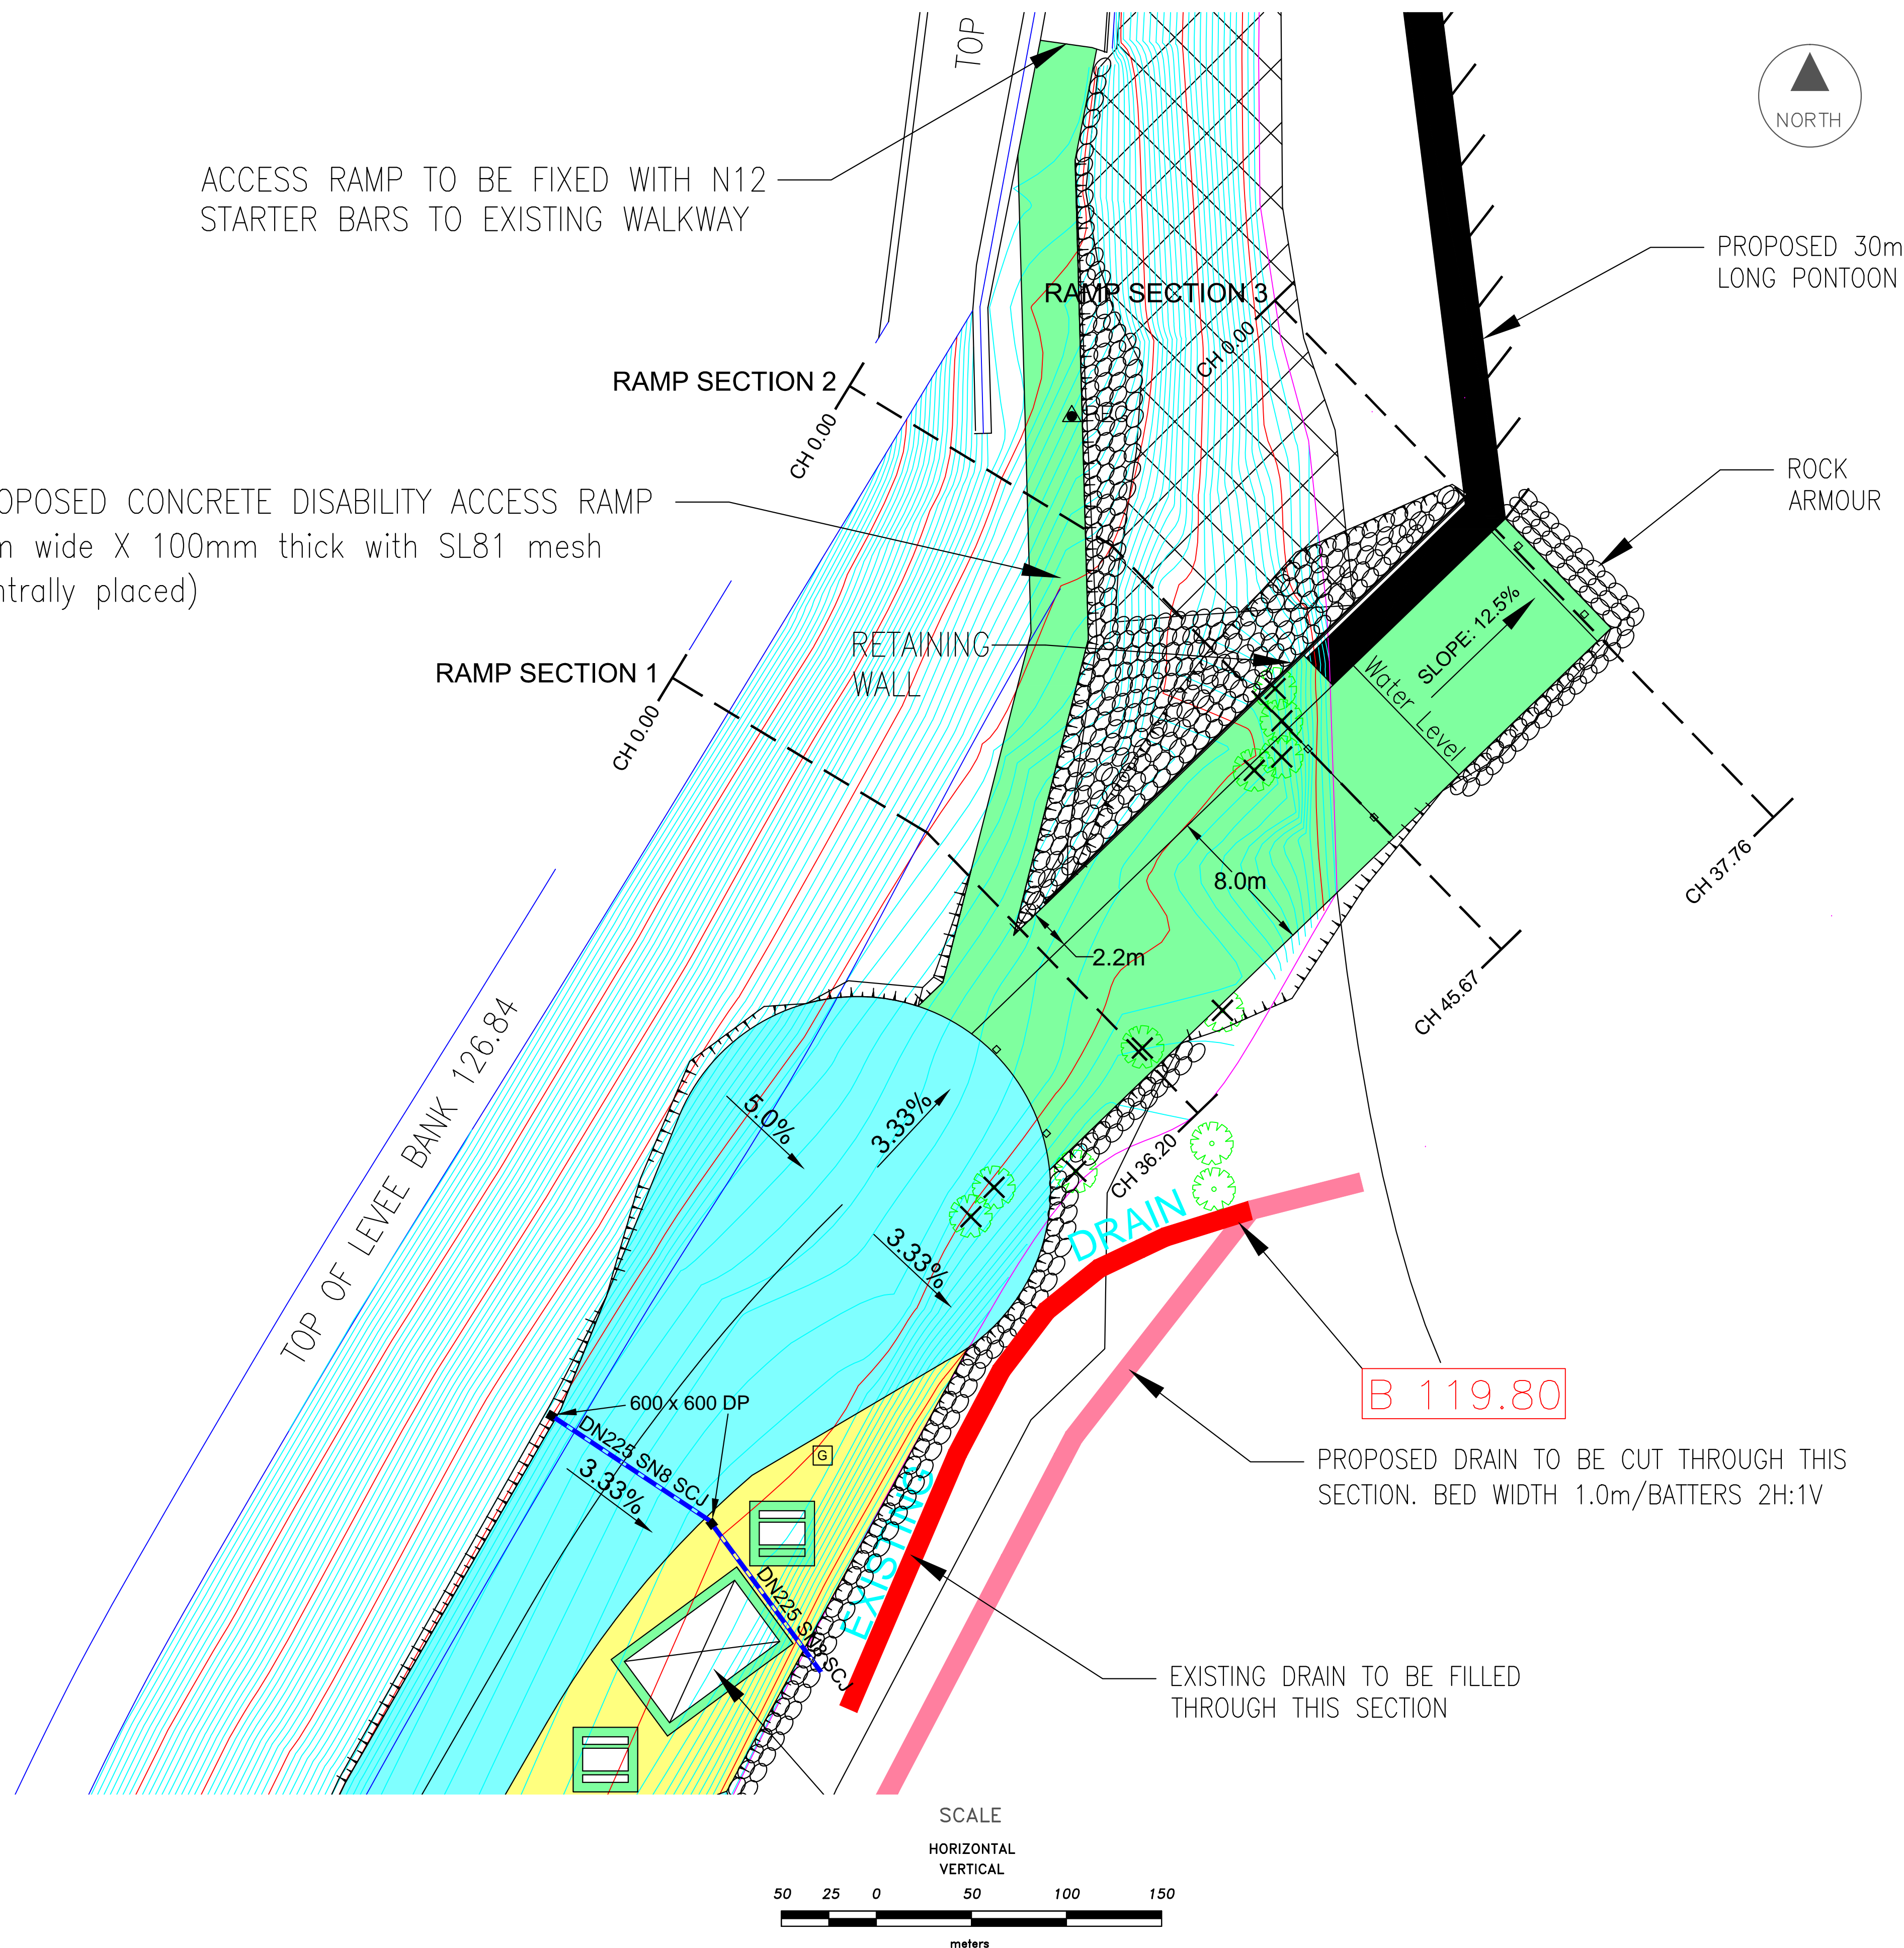 TOP
NORTH
ACCESS RAMP TO BE FIXED WITH N12
STARTER BARS TO EXISTING WALKWAY
PROPOSED 30m
LONG PONTOON
RAMP SECTION 3
CH 0.00
RAMP SECTION 2
CH 0.00
ROCK
ARMOUR
OPOSED CONCRETE DISABILITY ACCESS RAMP
m wide X 100mm thick with SL81 mesh
ntrally placed)
SLOPE: 12.5%
RETAINING
WALL
Water Level
RAMP SECTION 1
CH 0.00
8.0m
CH 37.76
2.2m
CH 45.67
TOP OF LEVEE BANK 126.84
5.0%
3.33%
CH 36.20
DRAIN
3.33%
B 119.80
600 x 600 DP
DN225 SN8 SCJ
3.33%
G
PROPOSED DRAIN TO BE CUT THROUGH THIS
SECTION. BED WIDTH 1.0m/BATTERS 2H:1V
EXISTING
DN225 SN8 SCJ
EXISTING DRAIN TO BE FILLED
THROUGH THIS SECTION
SCALE
HORIZONTAL
VERTICAL
50 25 0 50 100 150
meters